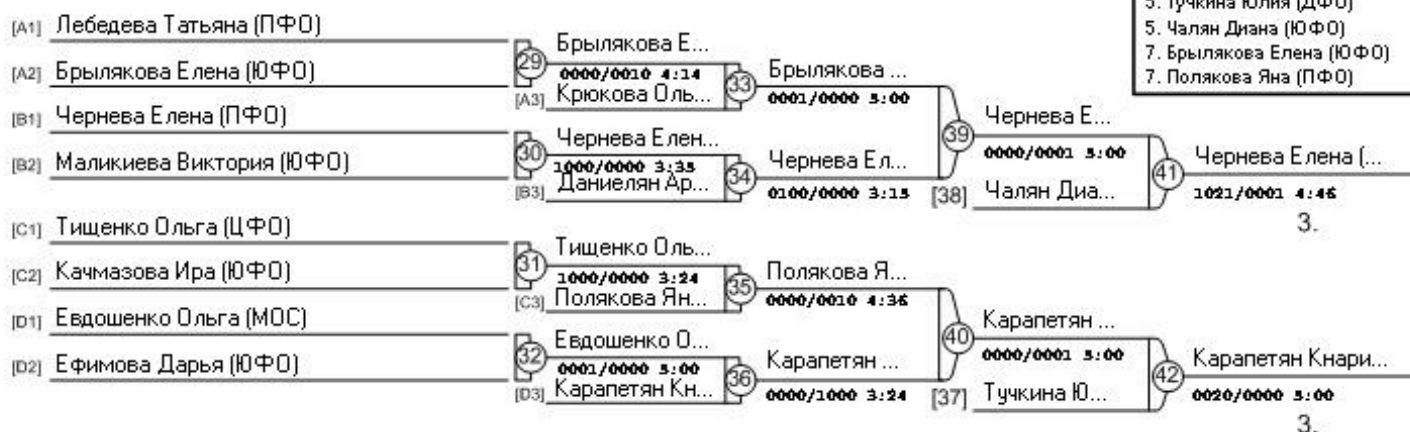 5. Тучкина Юлия (ДФО)
5. Чалян Диана (ЮФО)
7. Брылякова Елена (ЮФО)
7. Полякова Яна (ПФО)
[A1] Лебедева Татьяна (ПФО)
[A2] Брылякова Елена (ЮФО)
[B1] Чернева Елена (ПФО)
[B2] Маликиева Виктория (ЮФО)
[C1] Тищенко Ольга (ЦФО)
[C2] Качмазова Ира (ЮФО)
[D1] Евдошенко Ольга (МОС)
[D2] Ефимова Дарья (ЮФО)
29
Брылякова Е...
0000/0010 4:14
[A3] Крюкова Оль...
30
Чернева Елен...
1000/0000 3:35
[B3] Даниелян Ар...
31
Тищенко Оль...
1000/0000 3:24
[C3] Полякова Ян...
32
Евдошенко О...
0001/0000 5:00
[D3] Карапетян Кн...
33
Брылякова ...
0001/0000 5:00
34
Чернева Ел...
0100/0000 3:15
35
Полякова Я...
0000/0010 4:36
36
Карапетян ...
0000/1000 3:24
39
Чернева Е...
0000/0001 5:00
[38] Чалян Диа...
40
Карапетян ...
0000/0001 5:00
[37] Тучкина Ю...
41
Чернева Елена (...
1021/0001 4:46
3.
42
Карапетян Кнари...
0020/0000 5:00
3.